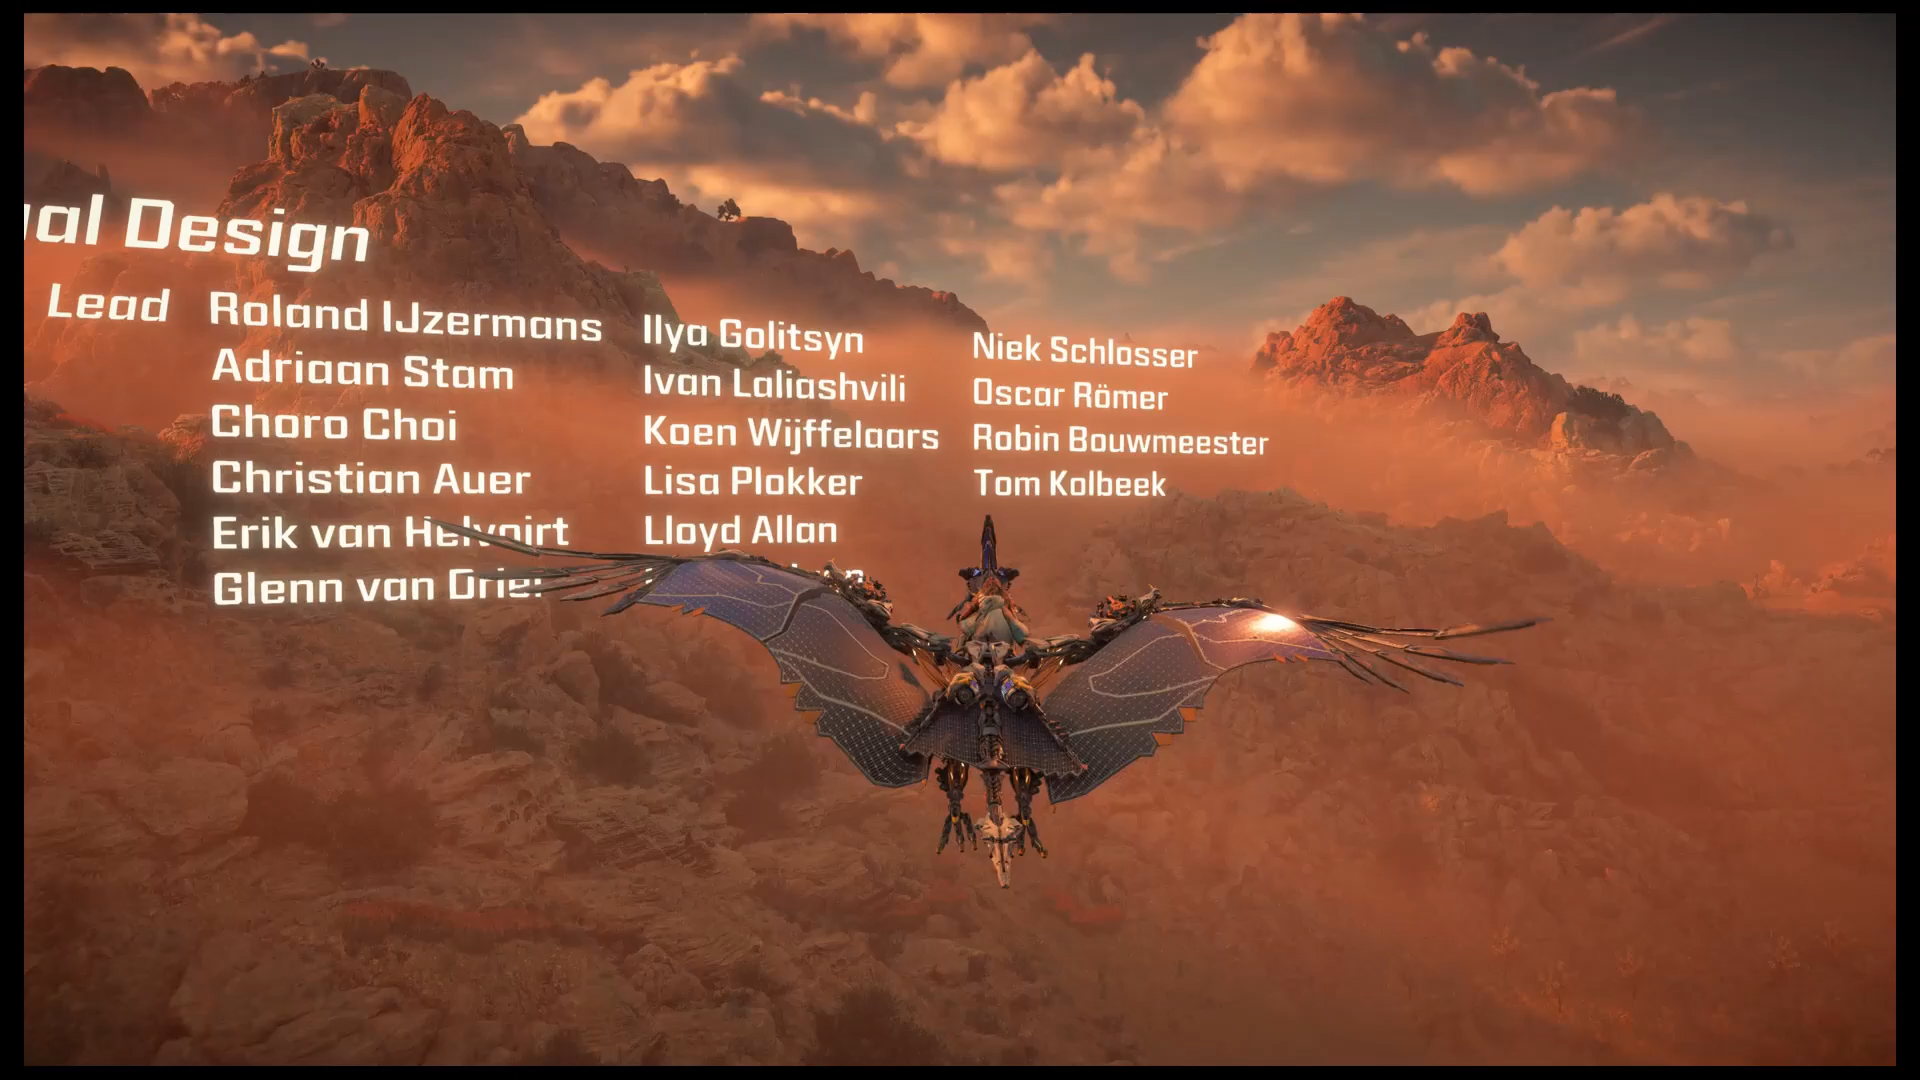 al Design
Lead Roland IJzermans
Adriaan Stam
Choro Choi
Christian Auer
Erik van Helvoirt
Glenn van
Ilya Golitsyn
Ivan Laliashvili
Koen Wijffelaars
Lisa Plokker
Lloyd Allan
Niek Schlosser
Oscar Römer
Robin Bouwmeester
Tom Kolbeek